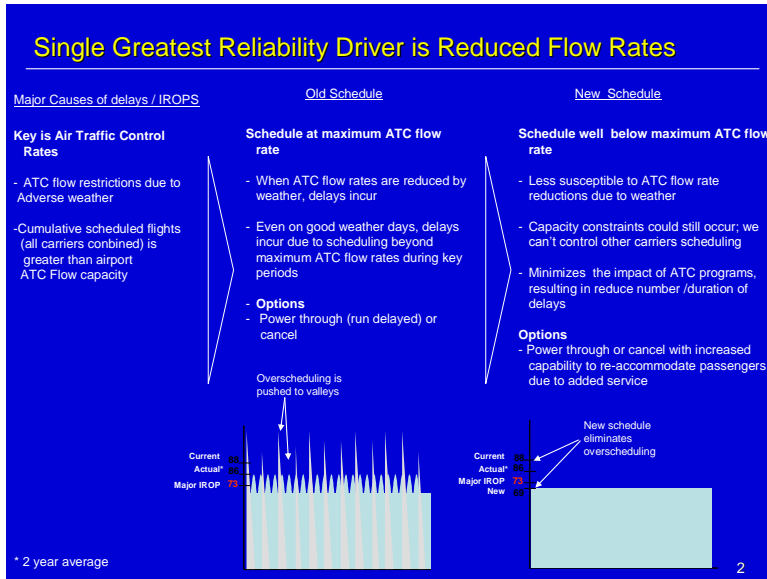 Single Greatest Reliability Driver is Reduced Flow Rates
Major Causes of delays / IROPS
Key is Air Traffic Control
Rates
- ATC flow restrictions due to
Adverse weather
-Cumulative scheduled flights
(all carriers conbined) is
greater than airport
ATC Flow capacity
Old Schedule
Schedule at maximum ATC flow
rate
- When ATC flow rates are reduced by
weather, delays incur
- Even on good weather days, delays
incur due to scheduling beyond
maximum ATC flow rates during key
periods
- Options
- Power through (run delayed) or
cancel
Overscheduling is
pushed to valleys
Current
Actual*
Major IROP 73
New Schedule
Schedule well below maximum ATC flow
rate
- Less susceptible to ATC flow rate
reductions due to weather
- Capacity constraints could still occur; we
can't control other carriers scheduling
- Minimizes the impact of ATC programs,
resulting in reduce number /duration of
delays
Options
- Power through or cancel with increased
capability to re-accommodate passengers
due to added service
New schedule
eliminates
overscheduling
Current
Actual*
Major IROP 73
New
* 2 year average
2